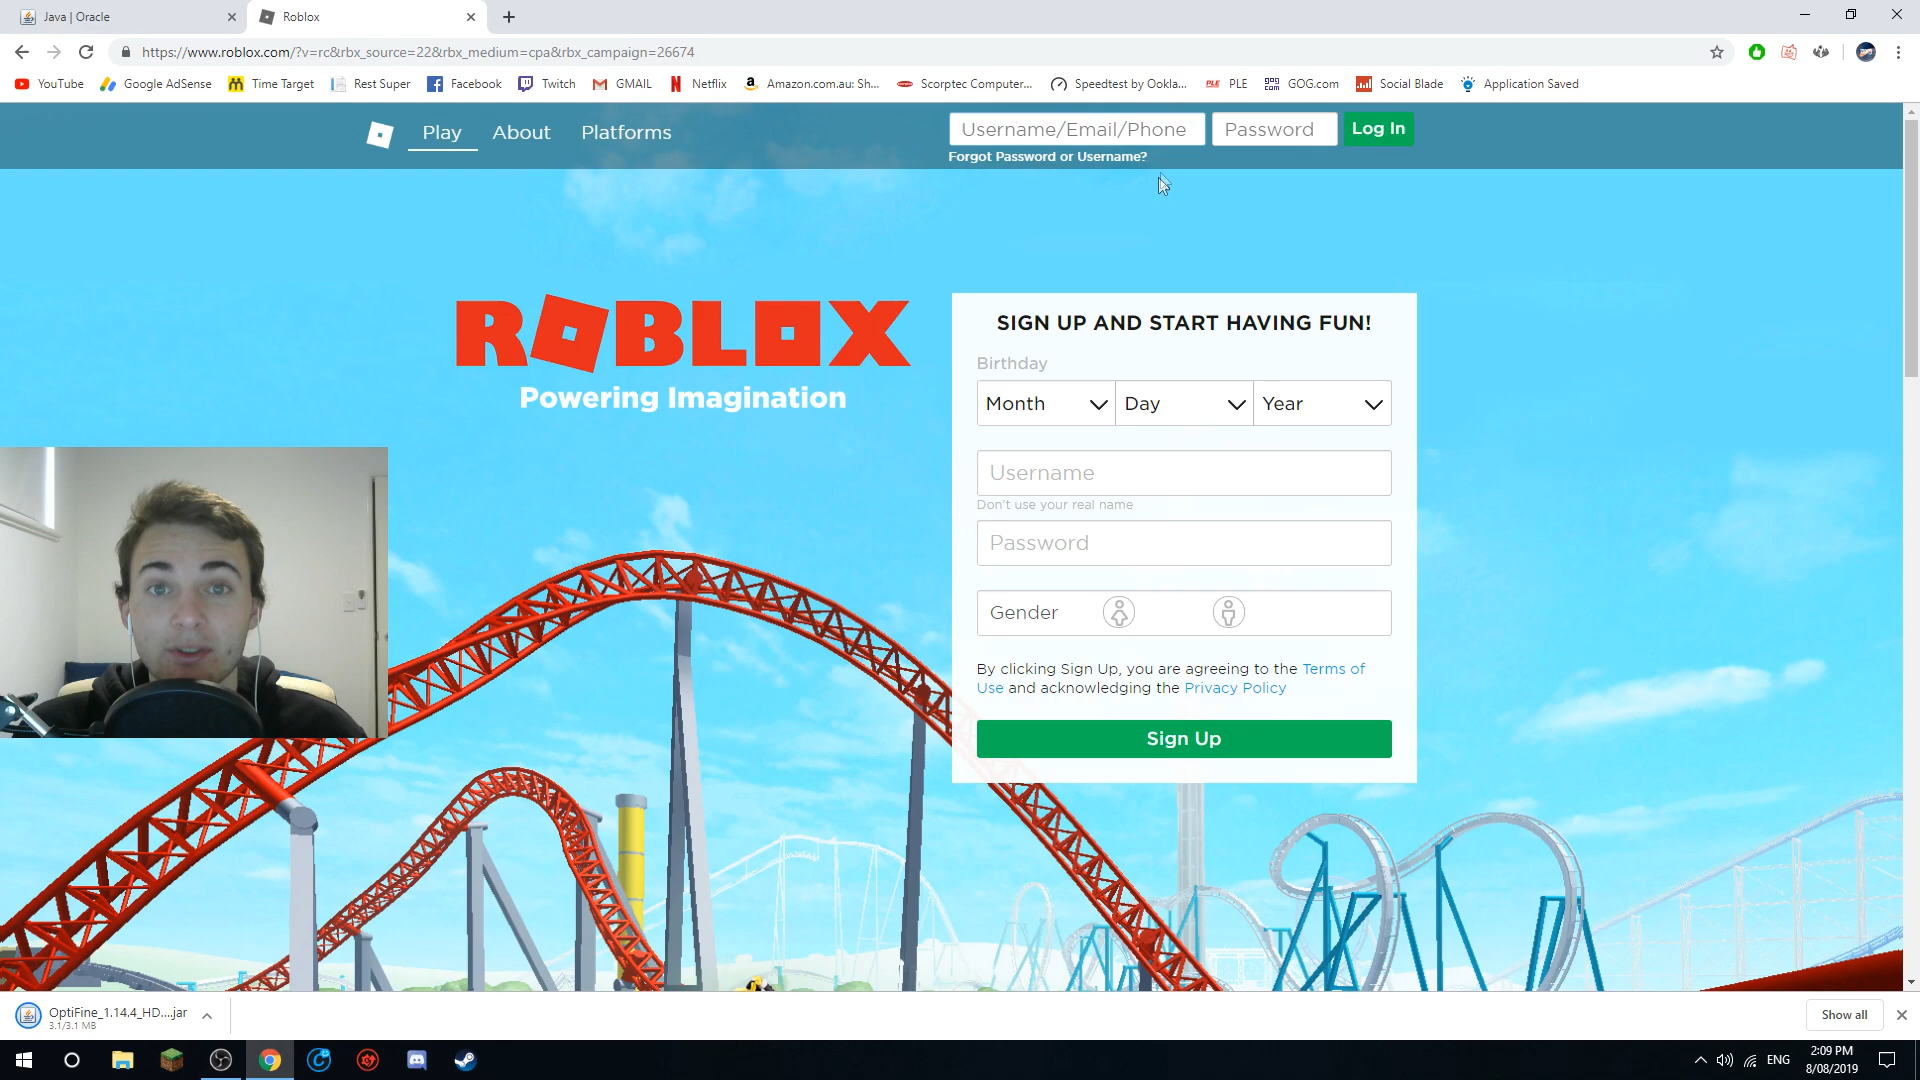 Java | Oracle
Roblox
https://www.roblox.com/?v=rc&rbx_source=22&rbx_medium=cpa&rbx_campaign=26674
YouTube Google AdSense Time Target Rest Super Facebook Twitch GMAIL Netflix Amazon.com.au: Sh... Scorptec Computer... Speedtest by Ookla... PLE GOG.com Social Blade Application Saved
Play About Platforms Username/Email/Phone Password Log In
Forgot Password or Username?
ROBLOX
Powering Imagination
SIGN UP AND START HAVING FUN!
Birthday
Month Day Year
Username
Don't use your real name
Password
Gender
By clicking Sign Up, you are agreeing to the Terms of
Use and acknowledging the Privacy Policy
Sign Up
OptiFine_1.14.4_HD....jar
3.1/3.1 MB
Show all
ENG
2:09 PM
8/08/2019